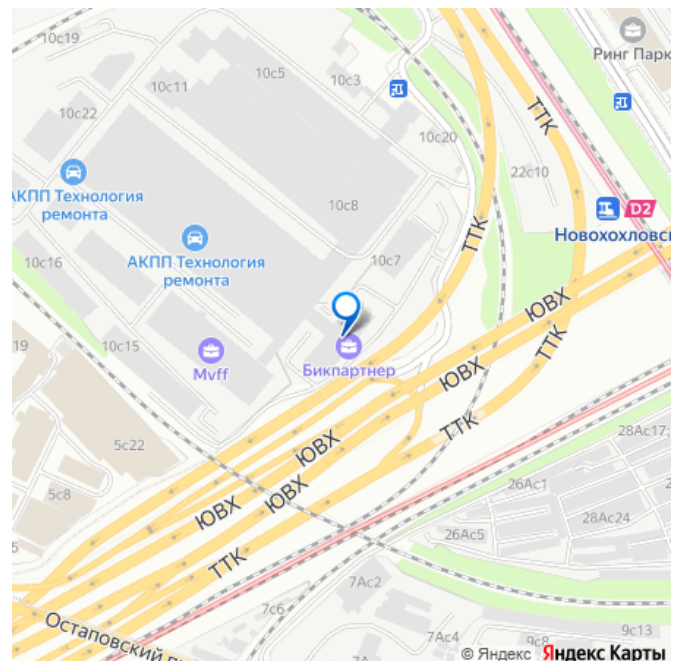 10с19
10с5
10с3
Ринг Парк
10с11
ТТК
10с22
10с20
22с10
АКПП Технология
ремонта
10с8
D2
Новохохловс
ТТК
АКПП Технология
ремонта
10с7
10с16
ЮВХ
ТТК
19
10с15
Mvff
Бикпартнер
ЮВХ
ТТК
5с22
ЮВХ
28Ас17,
5с8
ЮВХ
ЮВХ
26Ас1
28Ас24
5
ТТК
26Ас5
7Ас2
7с6
Остаповский п
7Ас4
9с8
9с13
© Яндекс Яндекс Карты